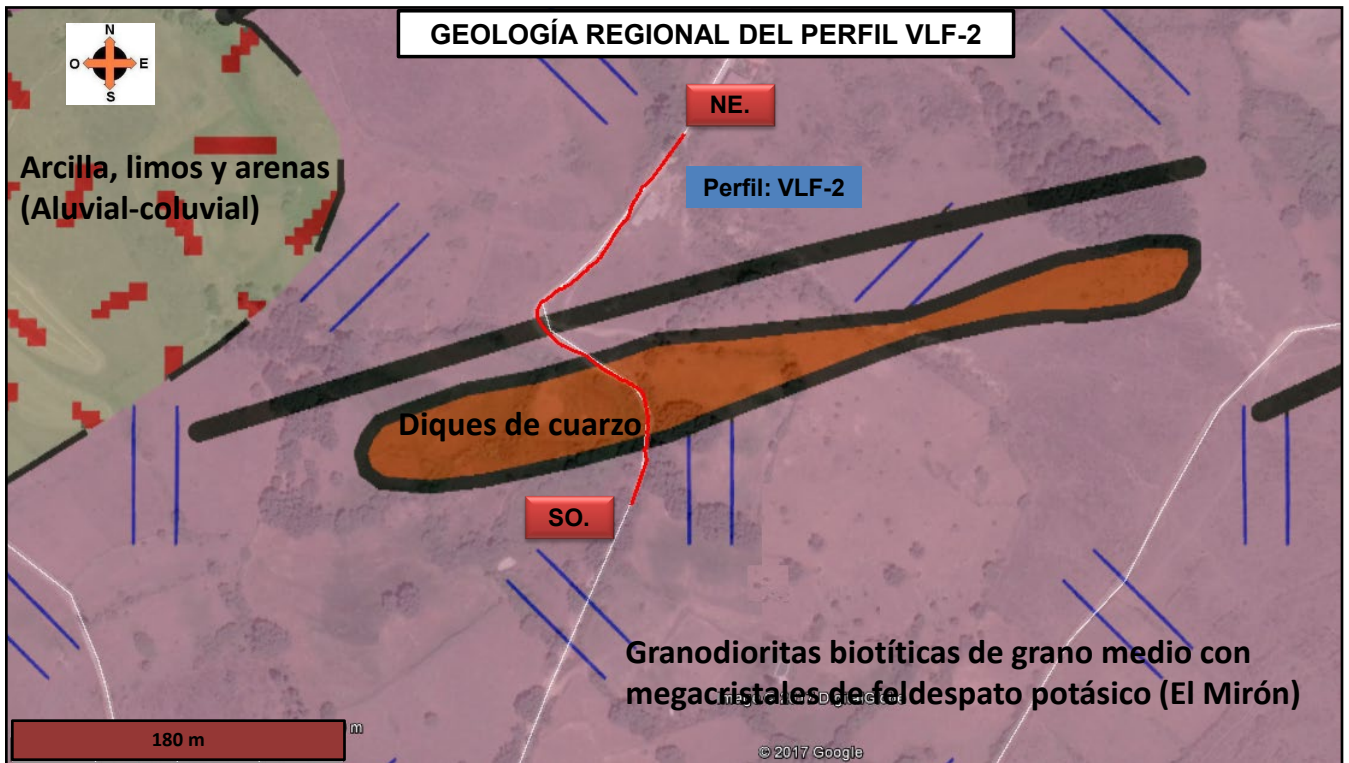 GEOLOGÍA REGIONAL DEL PERFIL VLF-2
N
O E
S
NE.
Arcilla, limos y arenas
(Aluvial-coluvial)
Perfil: VLF-2
Diques de cuarzo
SO.
Granodioritas biotíticas de grano medio con
megacristales de feldespato potásico (El Mirón)
m
180 m
© 2017 Google